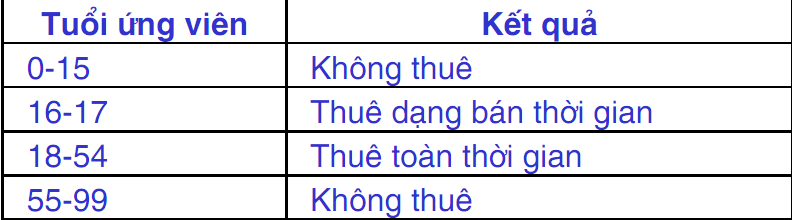 Tuổi ứng viên Kết quả
0-15 Không thuê
16-17 Thuê dạng bán thời gian
18-54 Thuê toàn thời gian
55-99 Không thuê